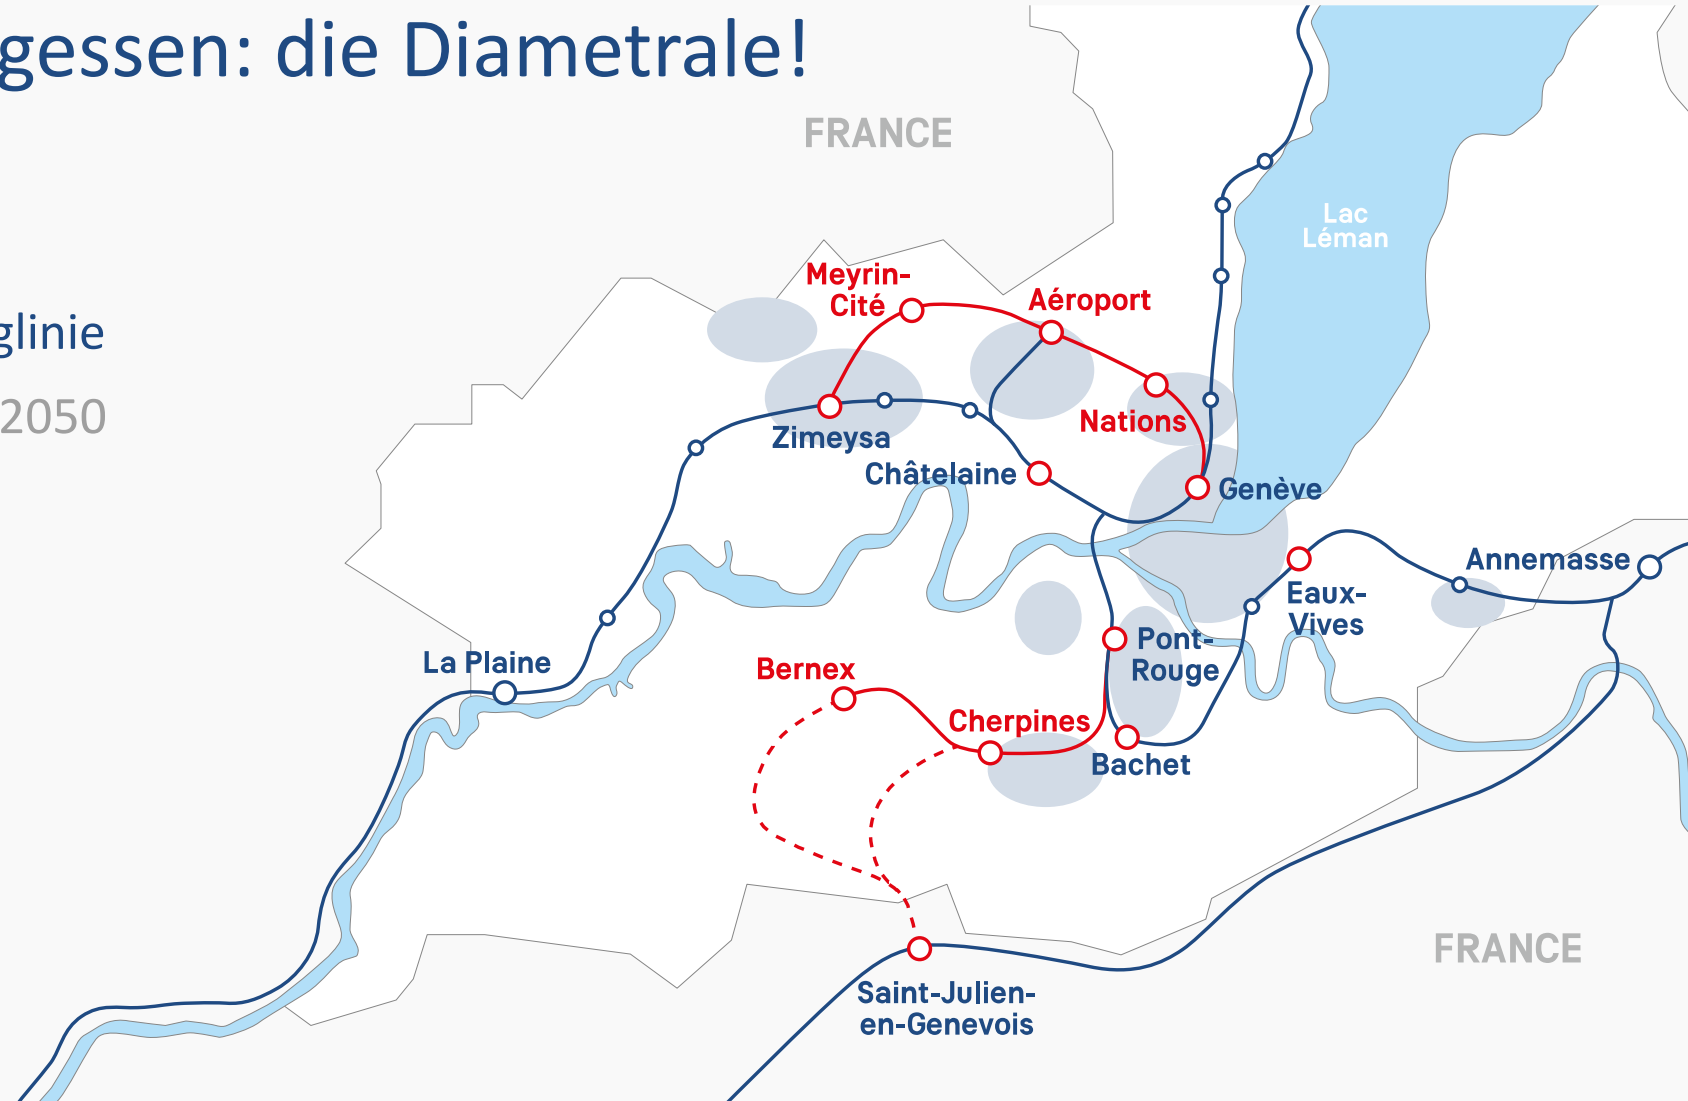 gessen: die Diametrale!
FRANCE
Lac
Léman
Meyrin-
Cité
Aéroport
glinie
2050
Nations
Zimeysa
Châtelaine
Genève
Annemasse
Eaux-
Vives
Pont-
Rouge
La Plaine
Bernex
Cherpines
Bachet
FRANCE
Saint-Julien-
en-Genevois